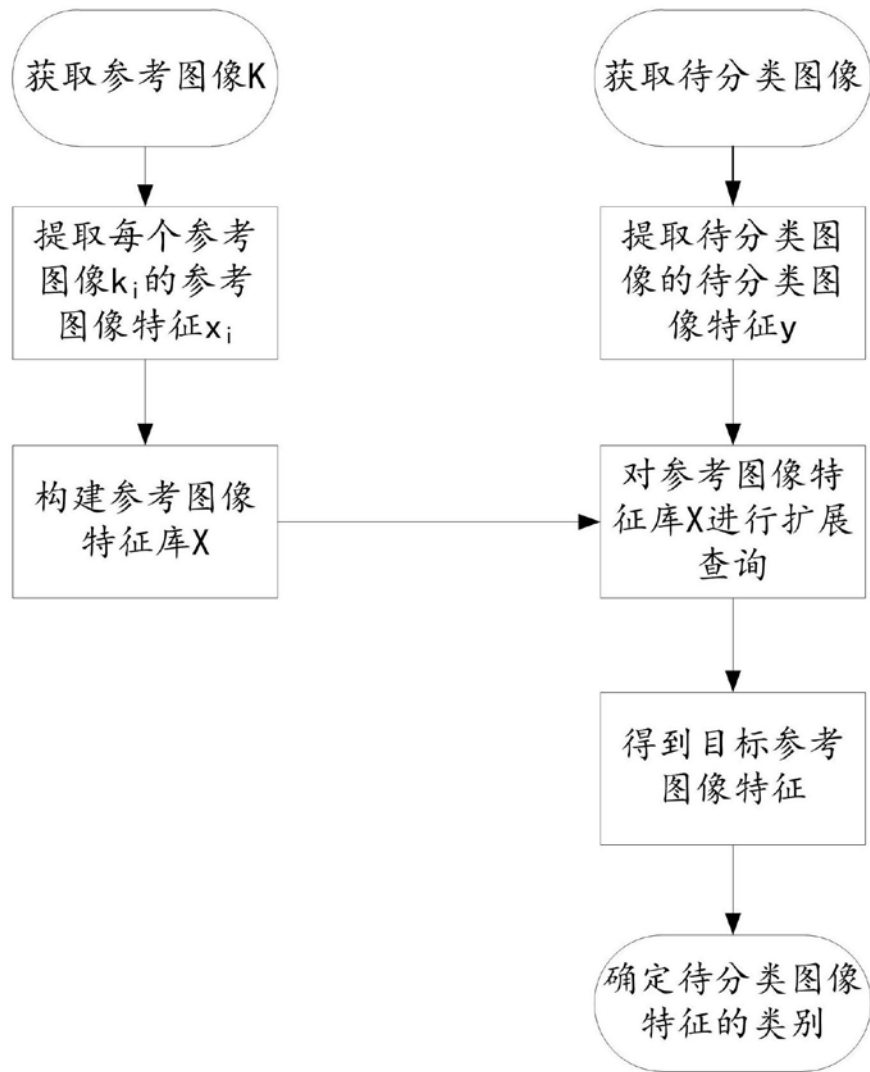 获取参考图像K
提取每个参考
图像kᵢ的参考
图像特征xᵢ
构建参考图像
特征库X
获取待分类图像
提取待分类图
像的待分类图
像特征y
对参考图像特
征库X进行扩展
查询
得到目标参考
图像特征
确定待分类图像
特征的类别